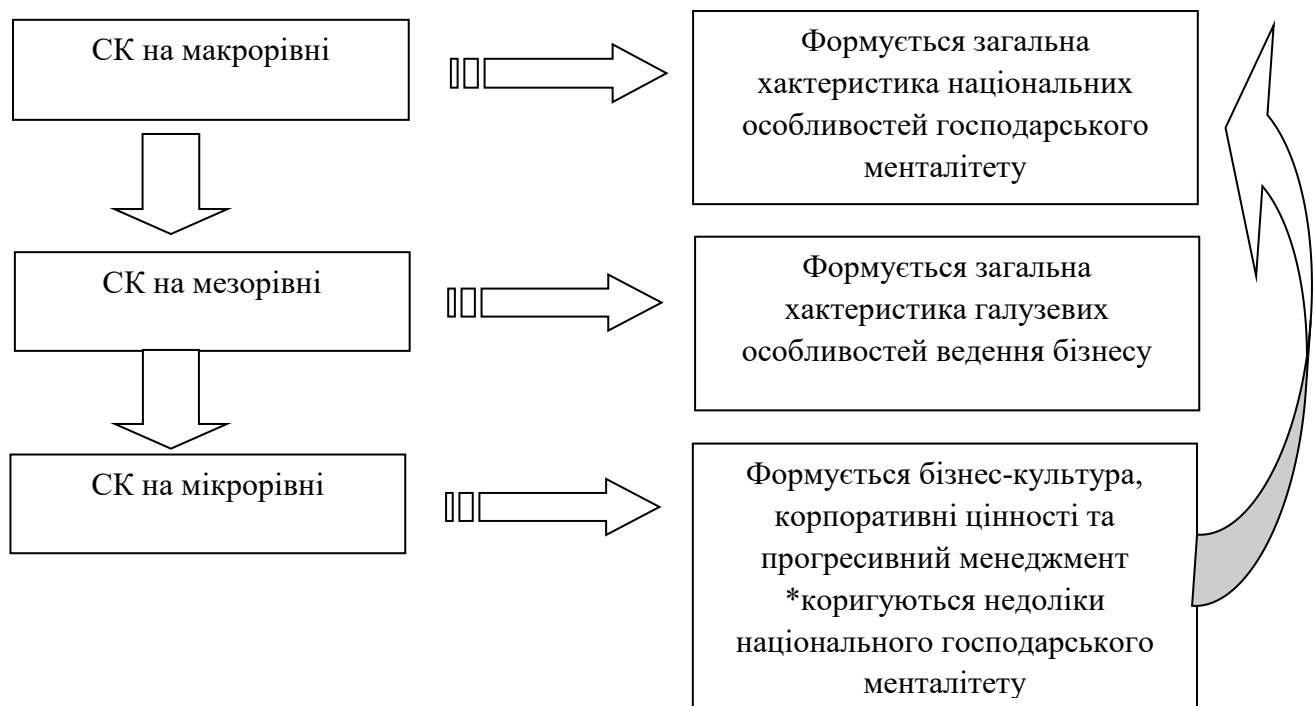 СК на макрорівні
Формується загальна
хактеристика національних
особливостей господарського
менталітету
СК на мезорівні
Формується загальна
хактеристика галузевих
особливостей ведення бізнесу
СК на мікрорівні
Формується бізнес-культура,
корпоративні цінності та
прогресивний менеджмент
*коригуються недоліки
національного господарського
менталітету